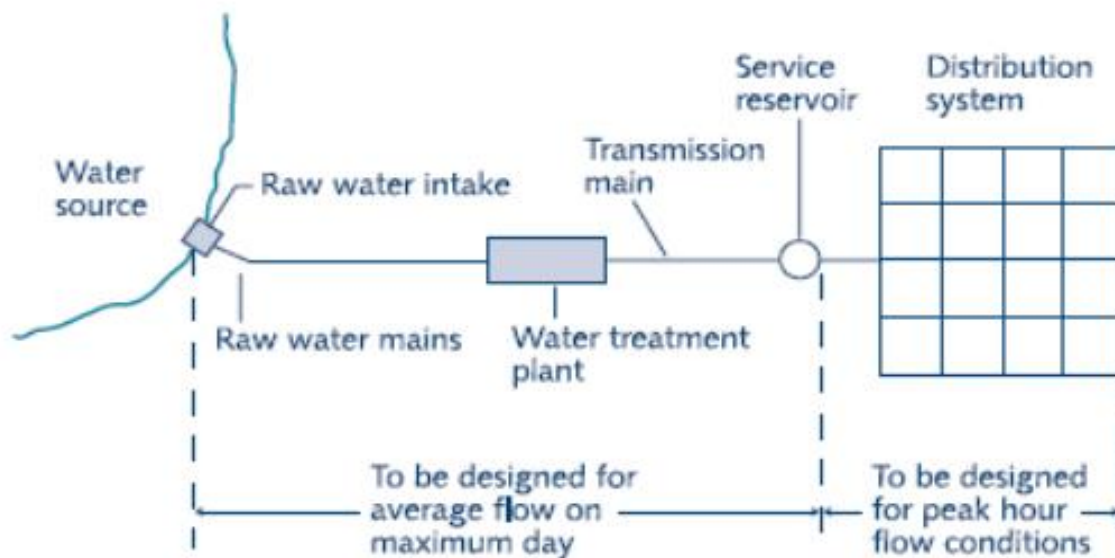 Service
reservoir
Distribution
system
Transmission
main
Water
source
Raw water intake
Raw water mains
Water treatment
plant
To be designed for
average flow on
maximum day
To be designed
for peak hour
flow conditions